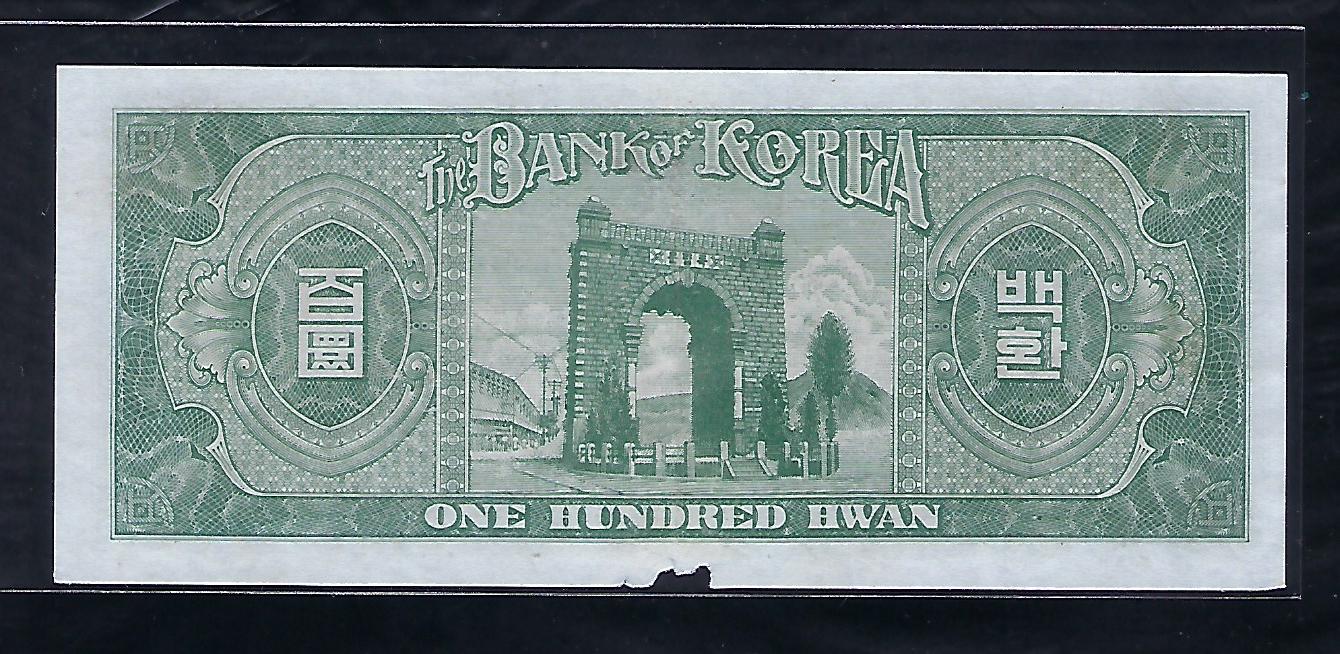 The BANK OF KOREA
百圜
백환
ONE HUNDRED HWAN